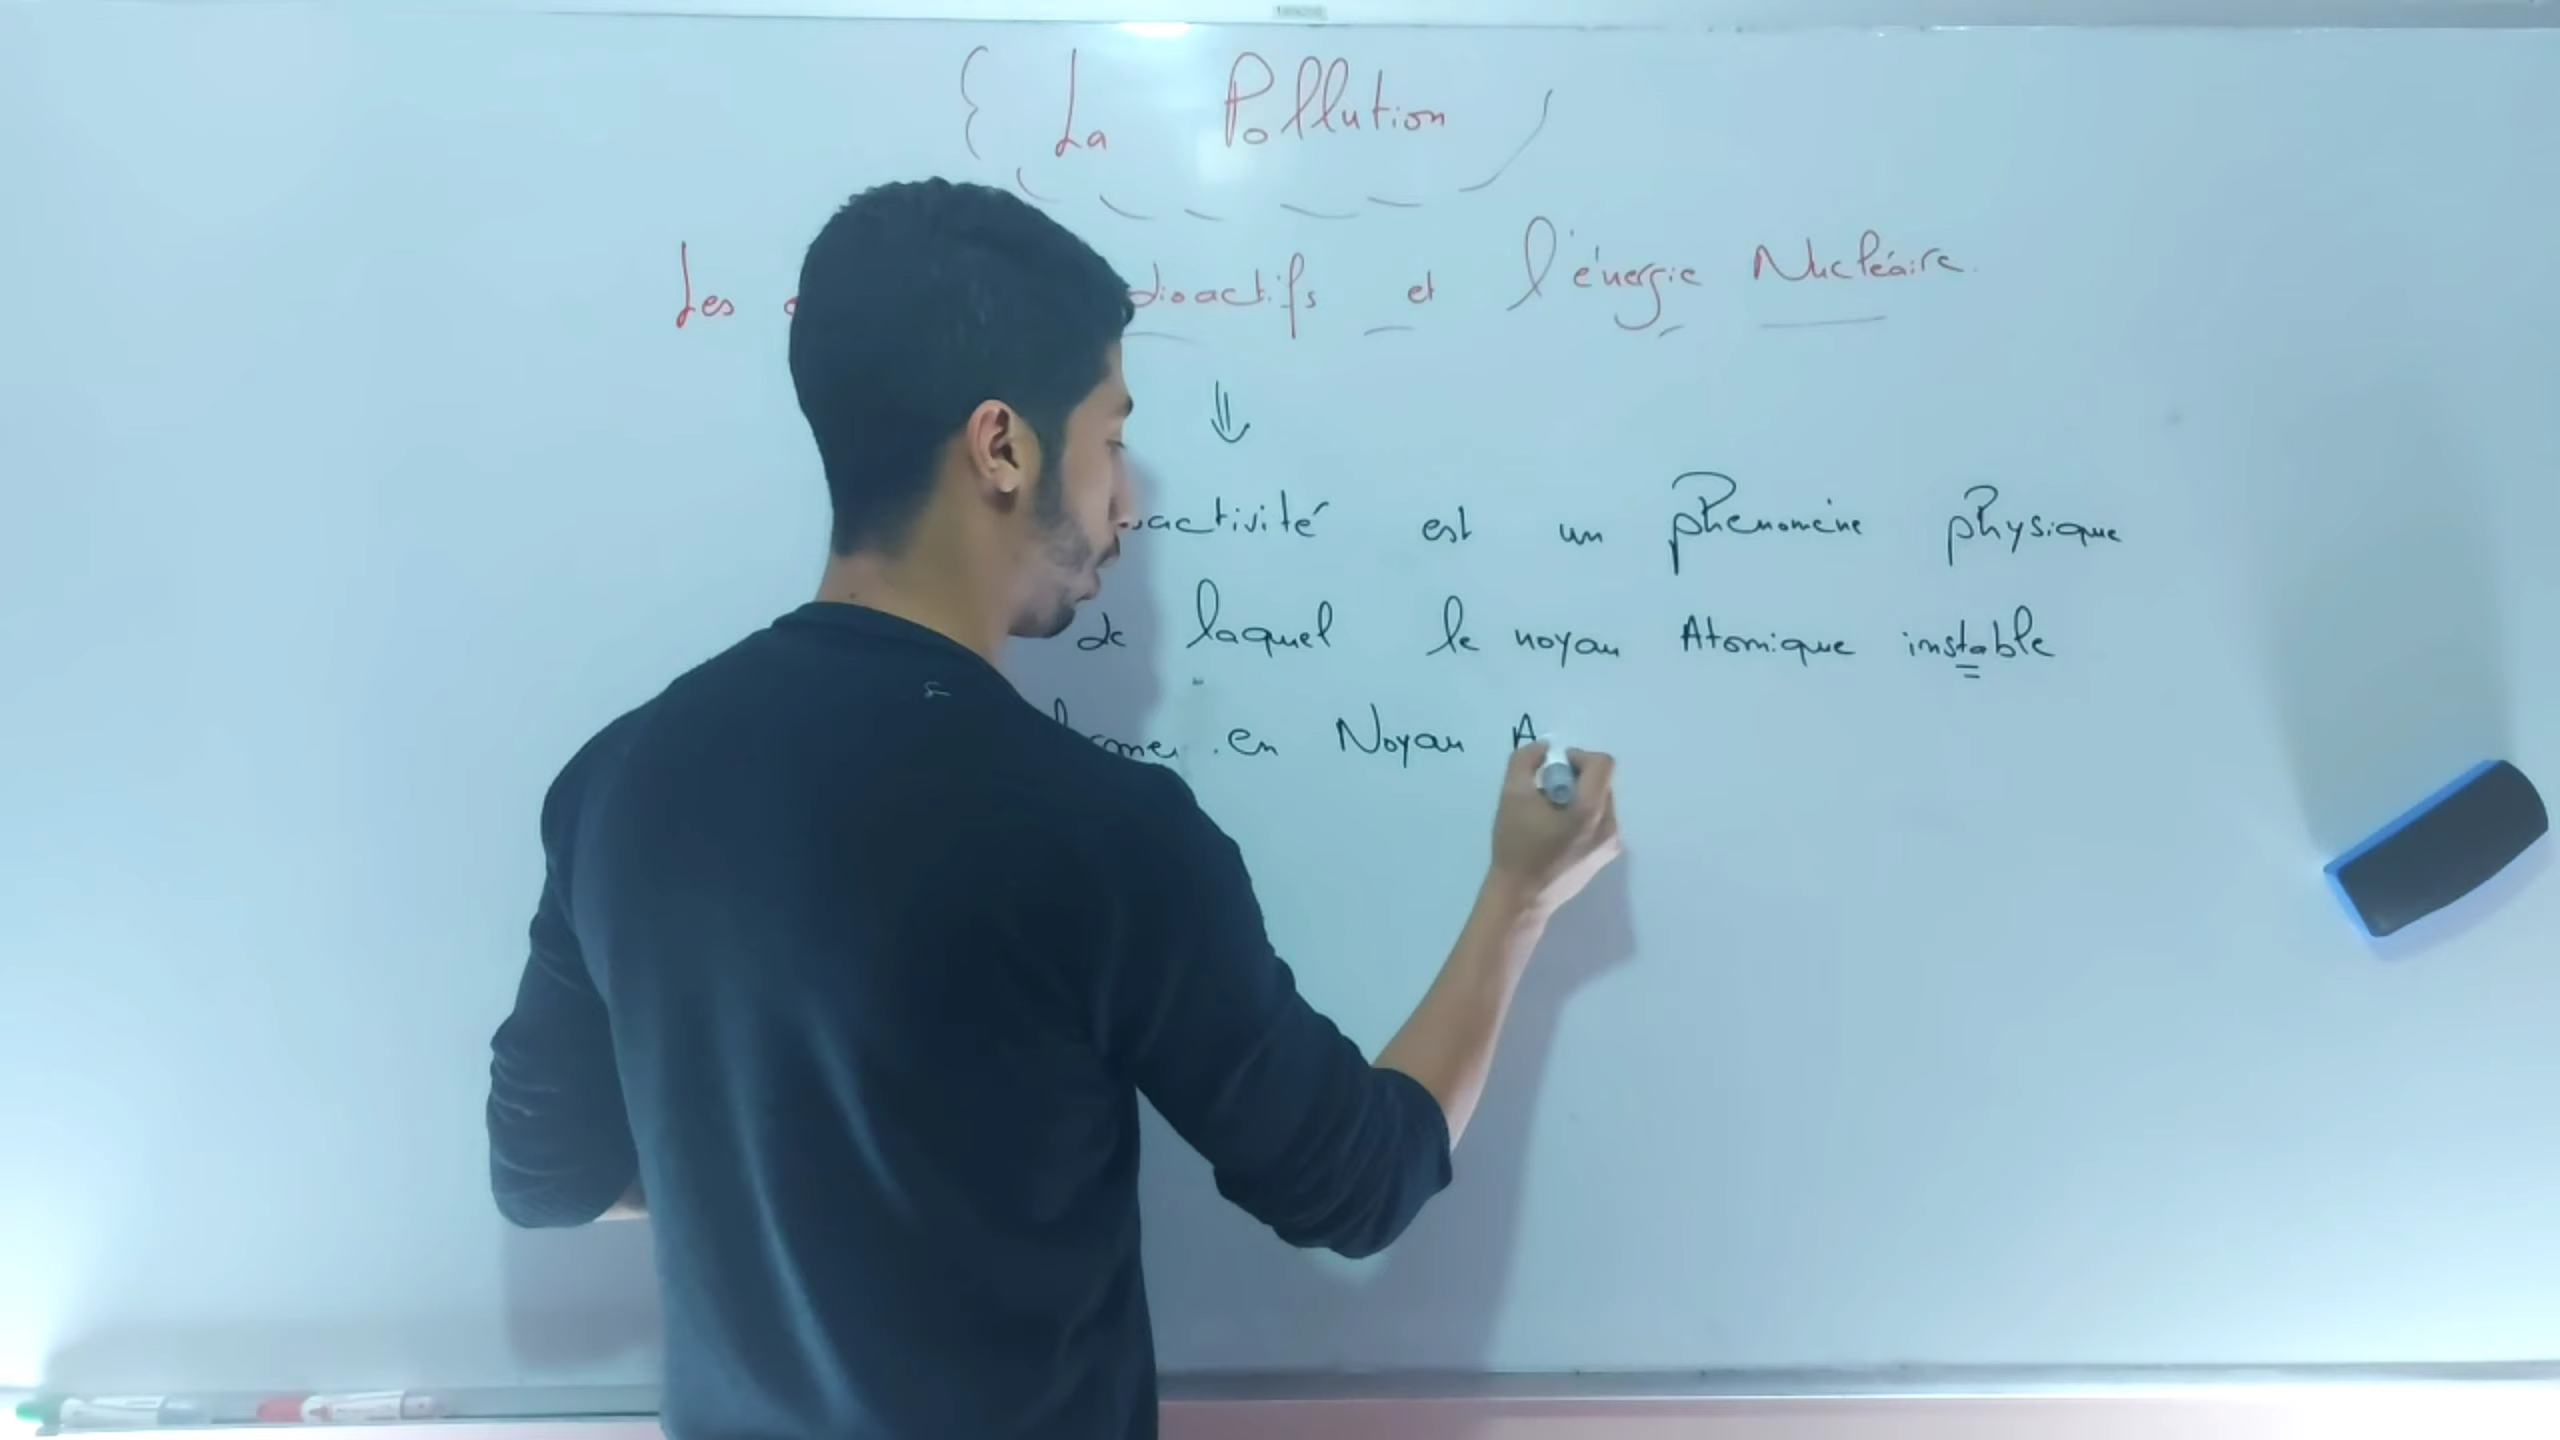 La Pollution
Les dioactifs et l'énergie Nucléaire.
activité est un phenomène physique
de laquel le noyau Atomique instable
en Noyau A